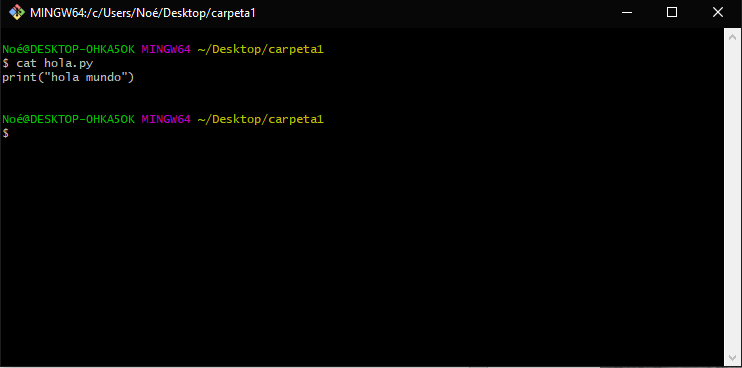 MINGW64:/c/Users/Noé/Desktop/carpeta1
Noé@DESKTOP-OHKA5OK MINGW64 ~/Desktop/carpeta1
$ cat hola.py
print("hola mundo")
Noé@DESKTOP-OHKA5OK MINGW64 ~/Desktop/carpeta1
$